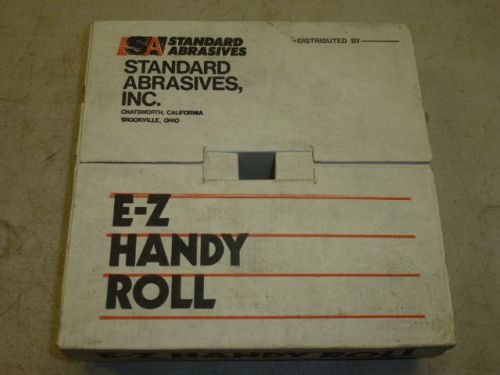 SA STANDARD
ABRASIVES
STANDARD
ABRASIVES,
INC.
CHATSWORTH, CALIFORNIA
BROOKVILLE, OHIO
DISTRIBUTED BY
E-Z
HANDY
ROLL
E-Z HANDY ROLL